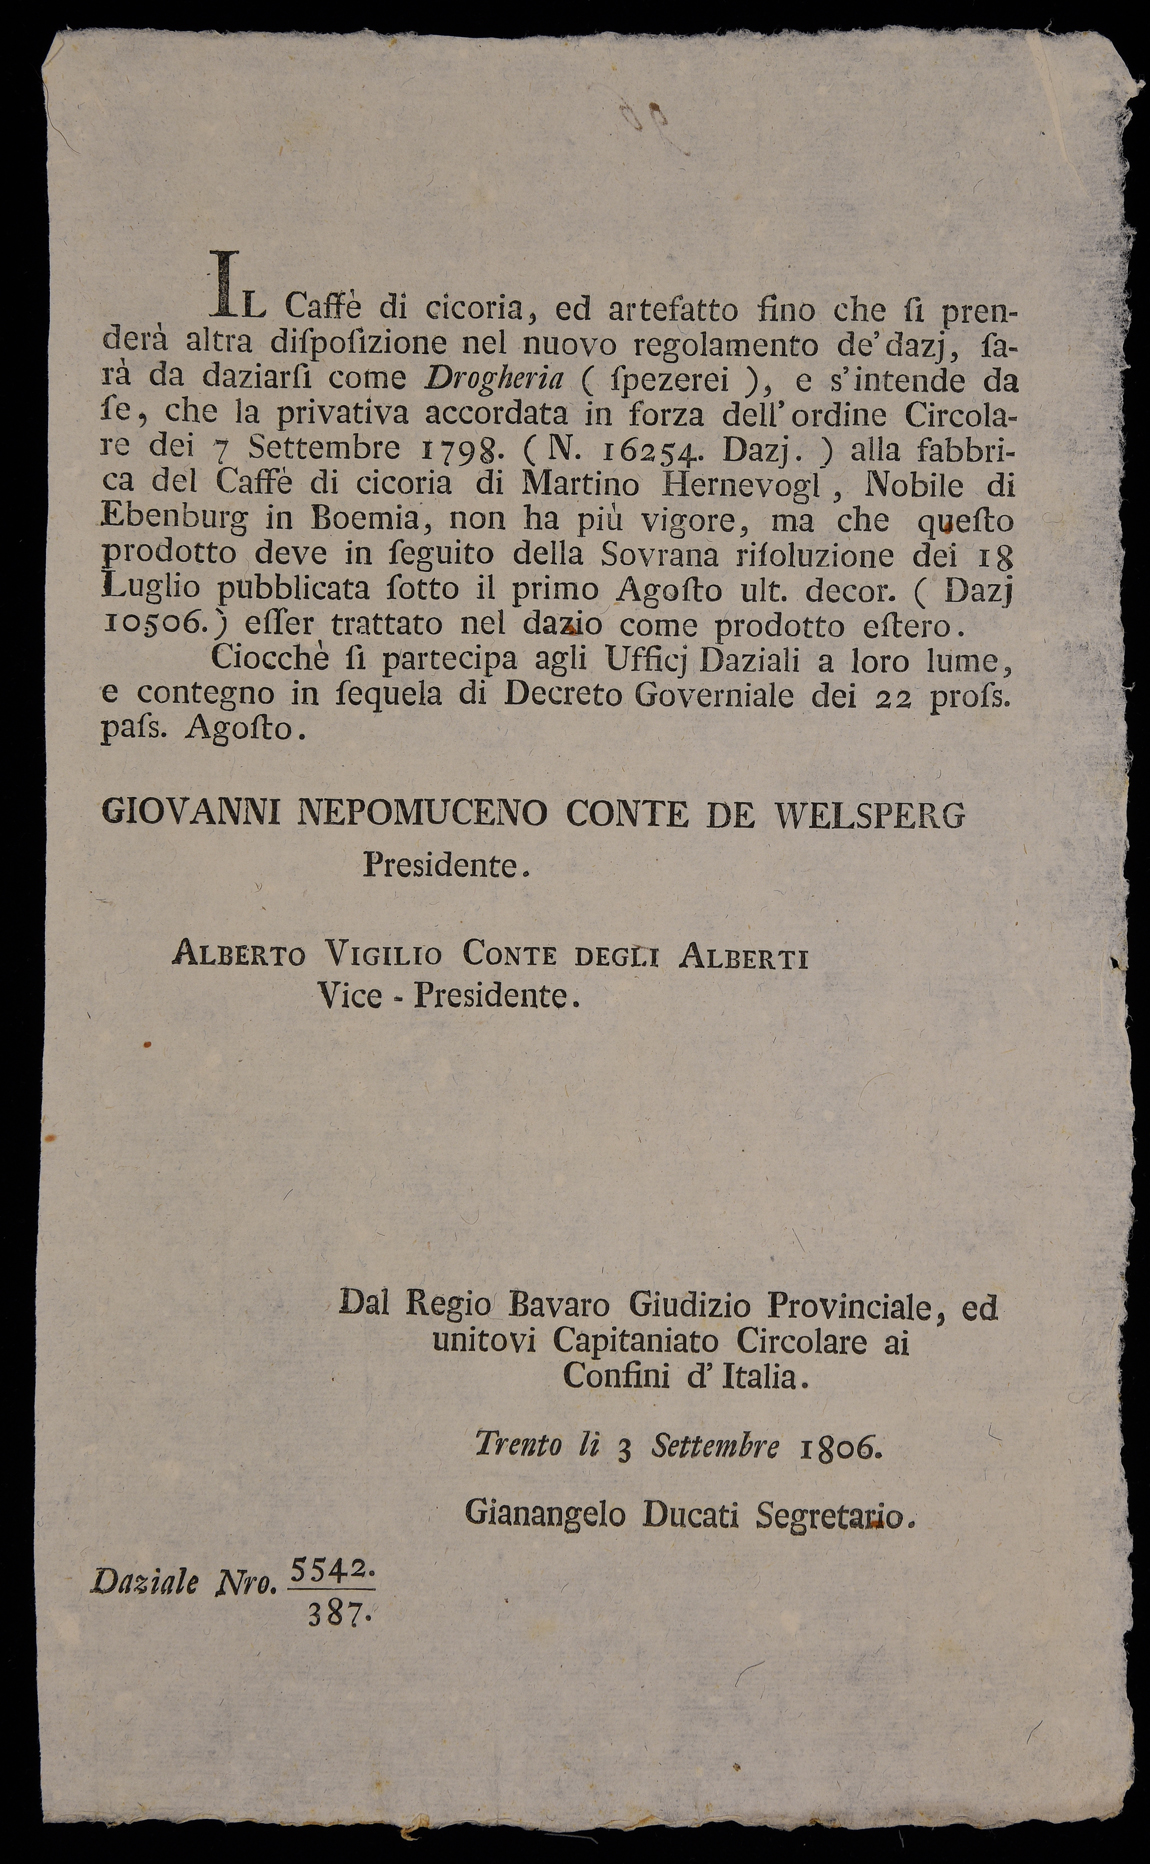 IL Caffè di cicoria, ed artefatto fino che ſi pren-
derà altra diſpoſizione nel nuovo regolamento de' dazj, ſa-
rà da daziarſi come Drogheria ( ſpezerei ), e s'intende da
ſe, che la privativa accordata in forza dell' ordine Circola-
re dei 7 Settembre 1798. ( N. 16254. Dazj. ) alla fabbri-
ca del Caffè di cicoria di Martino Hernevogl , Nobile di
Ebenburg in Boemia, non ha più vigore, ma che queſto
prodotto deve in ſeguito della Sovrana riſoluzione dei 18
Luglio pubblicata ſotto il primo Agoſto ult. decor. ( Dazj
10506.) eſſer trattato nel dazio come prodotto eſtero.
Ciocchè ſi partecipa agli Ufficj Daziali a loro lume,
e contegno in ſequela di Decreto Governiale dei 22 proſs.
paſs. Agoſto.
GIOVANNI NEPOMUCENO CONTE DE WELSPERG
Presidente.
ALBERTO VIGILIO CONTE DEGLI ALBERTI
Vice - Presidente.
Dal Regio Bavaro Giudizio Provinciale, ed
unitovi Capitaniato Circolare ai
Confini d' Italia.
Trento li 3 Settembre 1806.
Gianangelo Ducati Segretario.
Daziale Nro. 5542.
387.